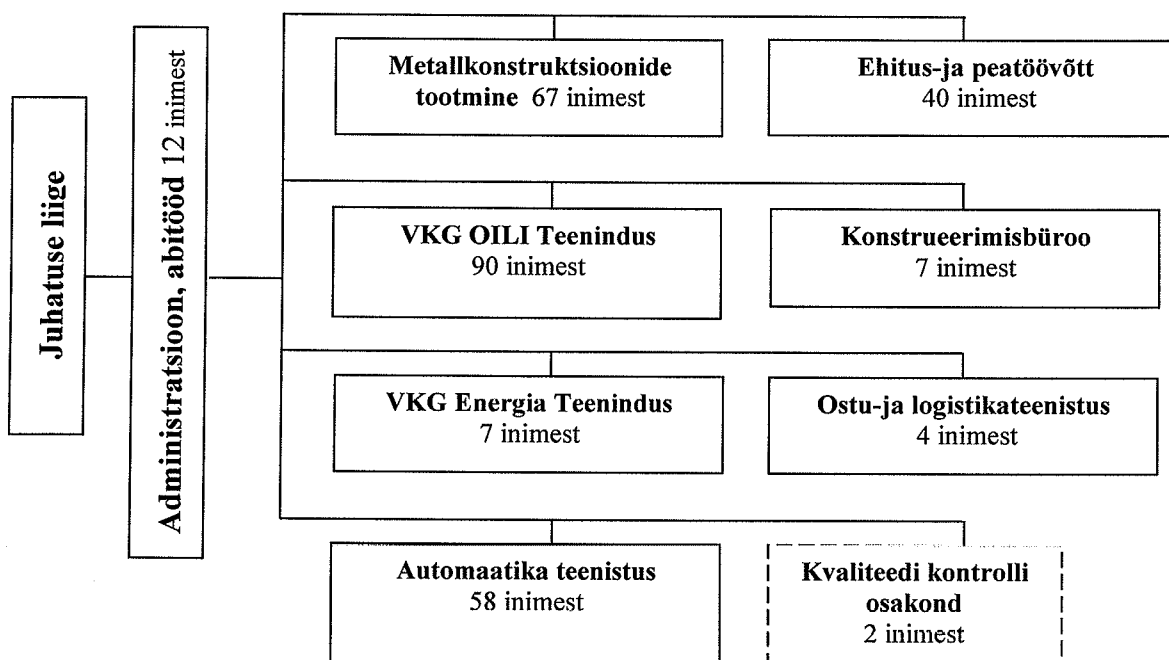 Juhatuse liige
Administratsioon, abitööd 12 inimest
Metallkonstruktsioonide
tootmine 67 inimest
Ehitus-ja peatöövõtt
40 inimest
VKG OILI Teenindus
90 inimest
Konstrueerimisbüroo
7 inimest
VKG Energia Teenindus
7 inimest
Ostu-ja logistikateenistus
4 inimest
Automaatika teenistus
58 inimest
Kvaliteedi kontrolli
osakond
2 inimest